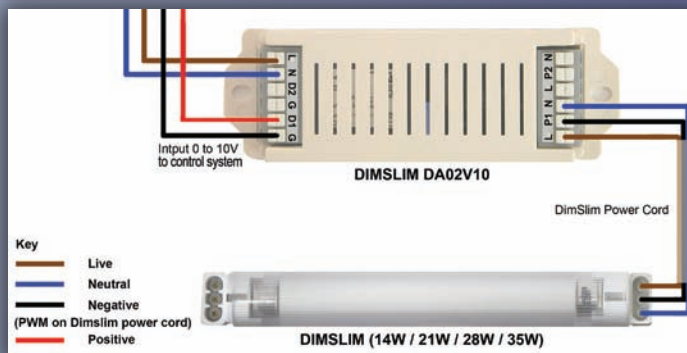 L N D2 G D1 G
L P1 N L P2 N
Intput 0 to 10V
to control system
DIMSLIM DA02V10
DimSlim Power Cord
Key
Live
Neutral
Negative
(PWM on Dimslim power cord)
Positive
DIMSLIM (14W / 21W / 28W / 35W)